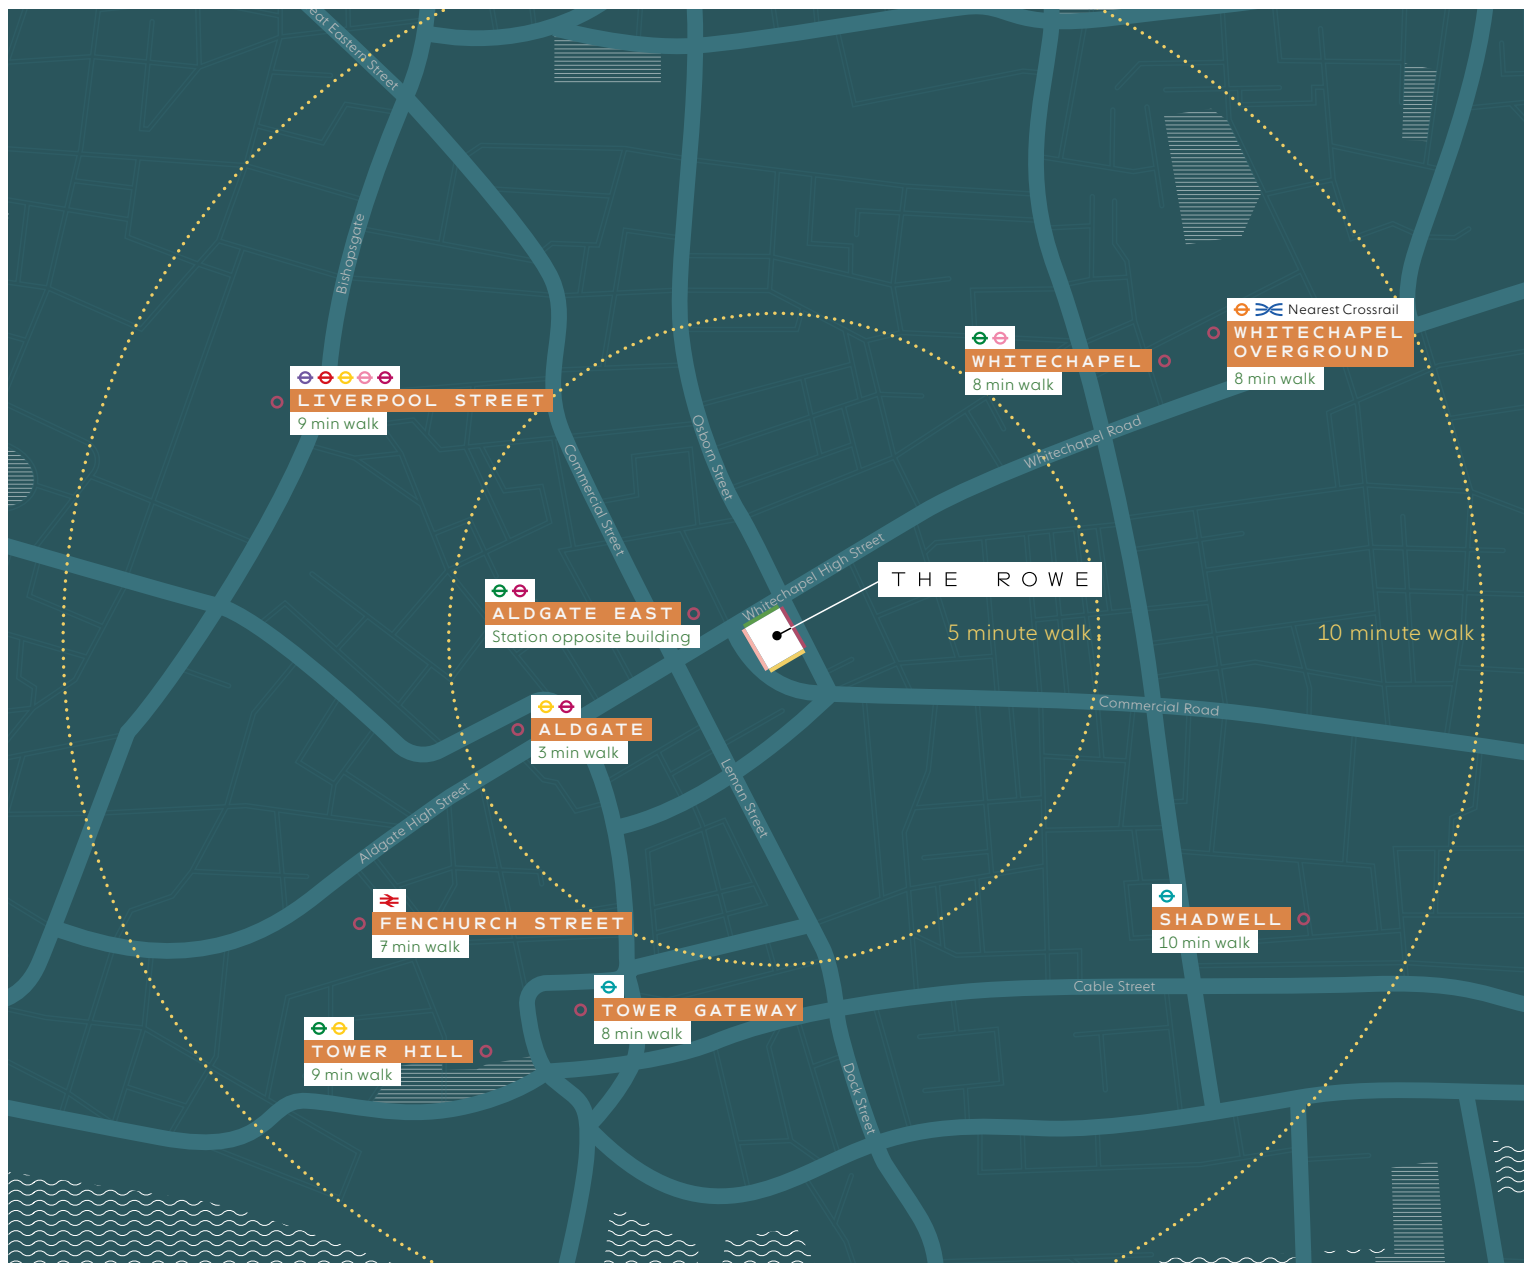 eat Eastern Street
Bishopsgate
Nearest Crossrail
WHITECHAPEL
OVERGROUND
8 min walk
WHITECHAPEL
8 min walk
LIVERPOOL STREET
9 min walk
Whitechapel Road
Osborn Street
Commercial Street
Whitechapel High Street
THE ROWE
ALDGATE EAST
Station opposite building
5 minute walk
10 minute walk
ALDGATE
3 min walk
Commercial Road
Leman Street
Aldgate High Street
FENCHURCH STREET
7 min walk
SHADWELL
10 min walk
Cable Street
TOWER GATEWAY
8 min walk
TOWER HILL
9 min walk
Dock Street